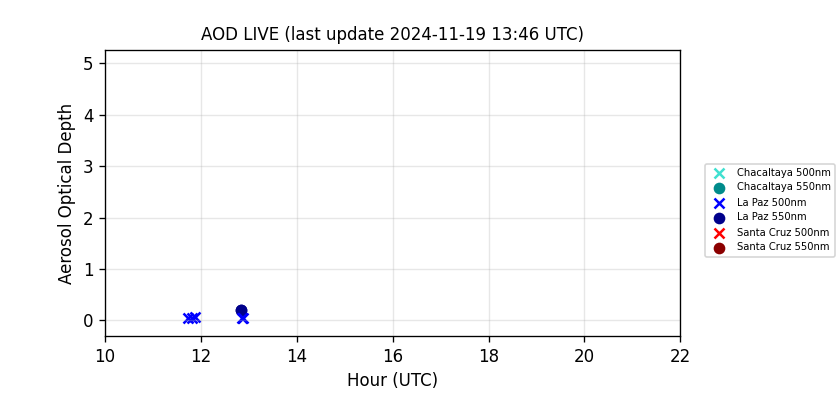 AOD LIVE (last update 2024-11-19 13:46 UTC)
5
4
3
2
1
0
Aerosol Optical Depth
10 12 14 16 18 20 22
Hour (UTC)
Chacaltaya 500nm
Chacaltaya 550nm
La Paz 500nm
La Paz 550nm
Santa Cruz 500nm
Santa Cruz 550nm